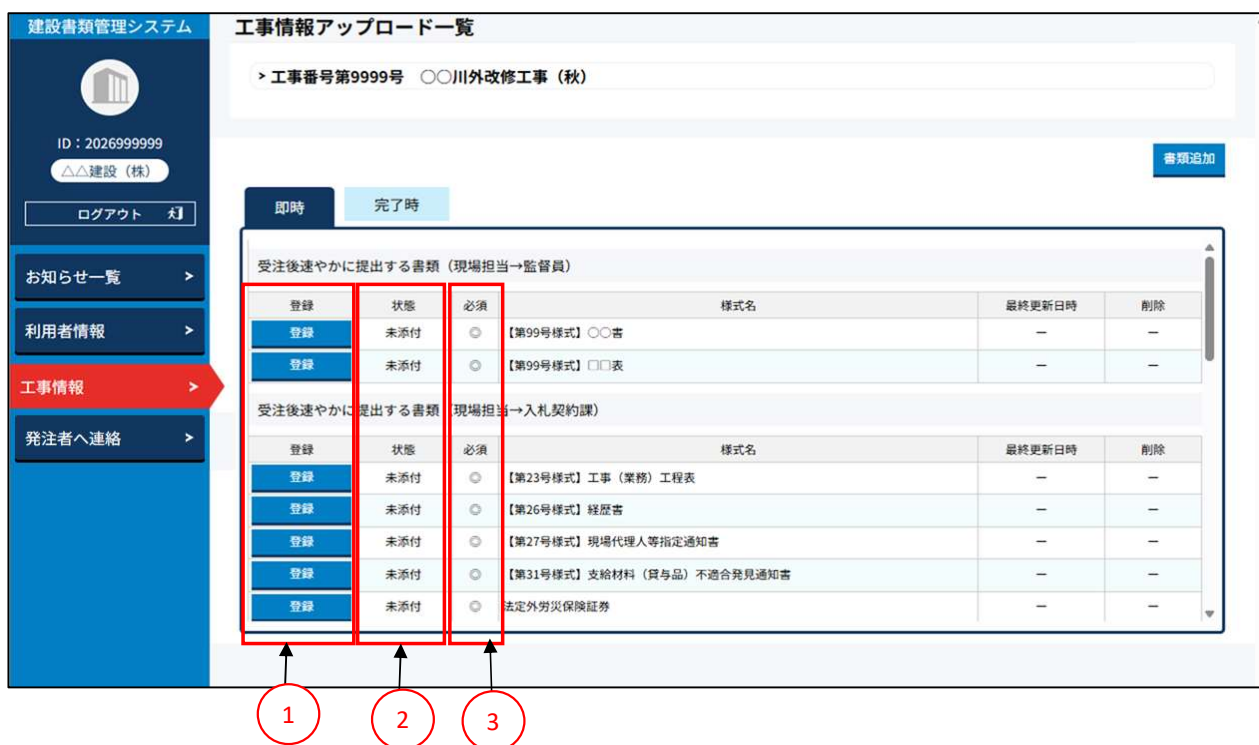 建設書類管理システム
ID：2026999999
△△建設（株）
ログアウト
お知らせ一覧 >
利用者情報 >
工事情報 >
発注者へ連絡 >
工事情報アップロード一覧
> 工事番号第9999号　○○川外改修工事（秋）
書類追加
即時 完了時
受注後速やかに提出する書類（現場担当→監督員）
登録 状態 必須 様式名 最終更新日時 削除
登録 未添付 ◎ 【第99号様式】○○書 － －
登録 未添付 ◎ 【第99号様式】□□表 － －
受注後速やかに提出する書類（現場担当→入札契約課）
登録 状態 必須 様式名 最終更新日時 削除
登録 未添付 ◎ 【第23号様式】工事（業務）工程表 － －
登録 未添付 ◎ 【第26号様式】経歴書 － －
登録 未添付 ◎ 【第27号様式】現場代理人等指定通知書 － －
登録 未添付 ◎ 【第31号様式】支給材料（貸与品）不適合発見通知書 － －
登録 未添付 ◎ 法定外労災保険証券 － －
1 2 3